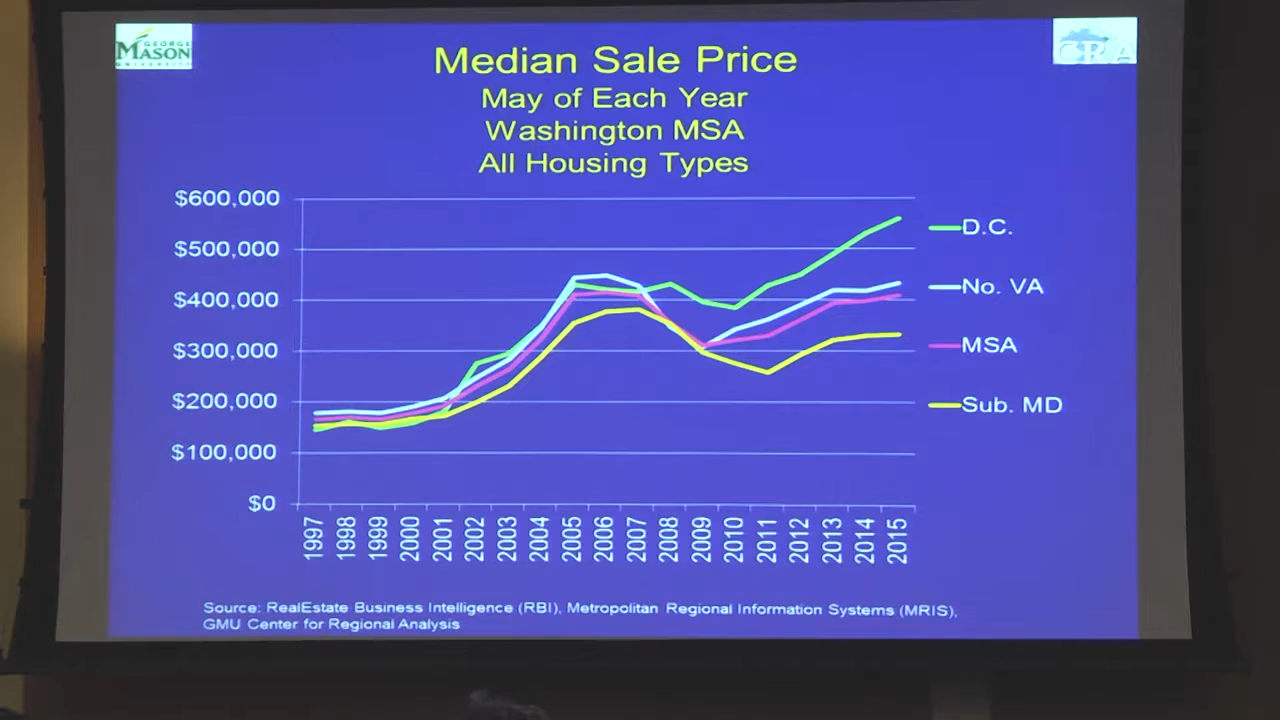 GEORGE
MASON
UNIVERSITY
CRA
Median Sale Price
May of Each Year
Washington MSA
All Housing Types
$600,000
$500,000
$400,000
$300,000
$200,000
$100,000
$0
D.C.
No. VA
MSA
Sub. MD
1997
1998
1999
2000
2001
2002
2003
2004
2005
2006
2007
2008
2009
2010
2011
2012
2013
2014
2015
Source: RealEstate Business Intelligence (RBI), Metropolitan Regional Information Systems (MRIS),
GMU Center for Regional Analysis